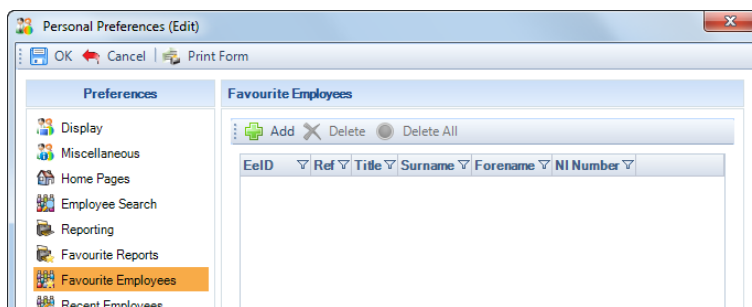 Personal Preferences (Edit)
OK Cancel Print Form
Preferences
Favourite Employees
Display
Miscellaneous
Home Pages
Employee Search
Reporting
Favourite Reports
Favourite Employees
Recent Employees
Add Delete Delete All
EeID Ref Title Surname Forename NI Number